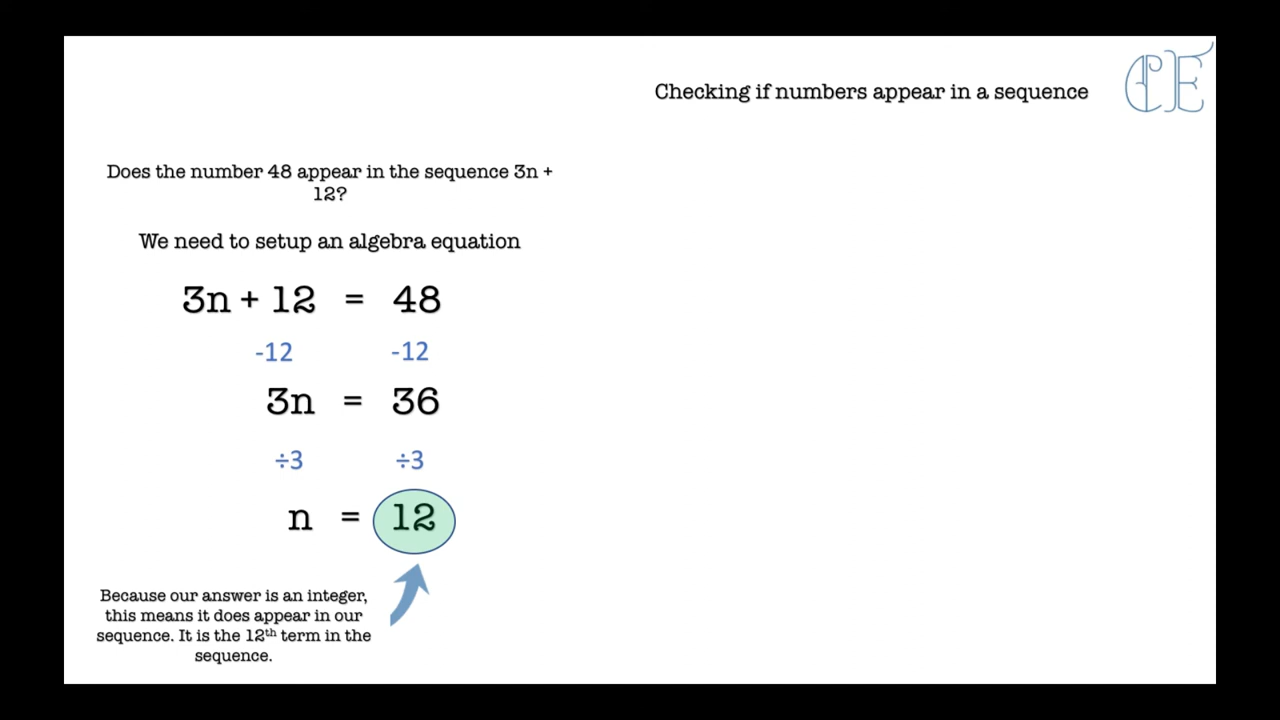 Checking if numbers appear in a sequence
CE
Does the number 48 appear in the sequence 3n +
12?
We need to setup an algebra equation
3n + 12 = 48
-12 -12
3n = 36
÷3 ÷3
n = 12
Because our answer is an integer,
this means it does appear in our
sequence. It is the 12th term in the
sequence.